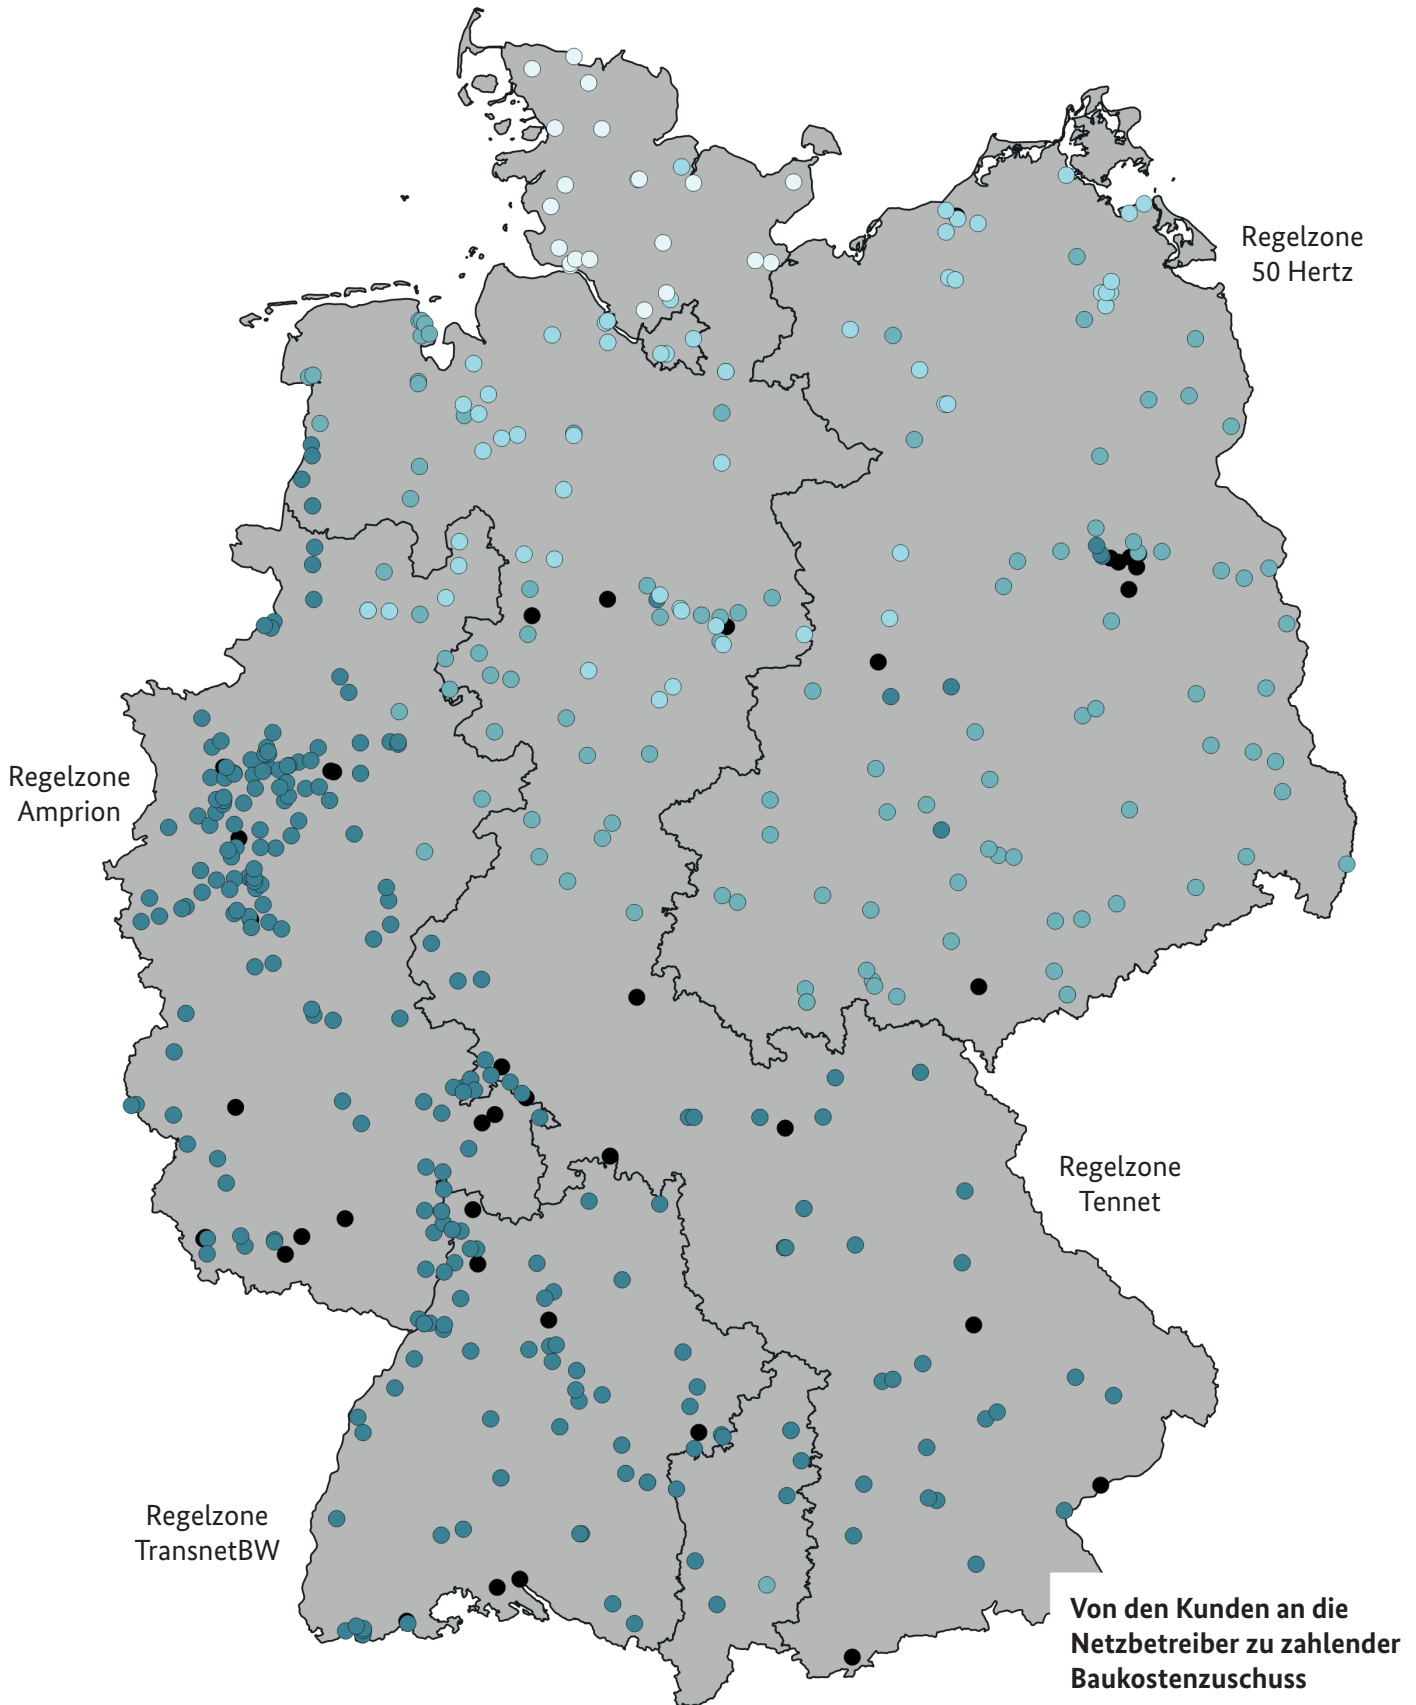 Regelzone
50 Hertz
Regelzone
Amprion
Regelzone
Tennet
Regelzone
TransnetBW
Von den Kunden an die
Netzbetreiber zu zahlender
Baukostenzuschuss